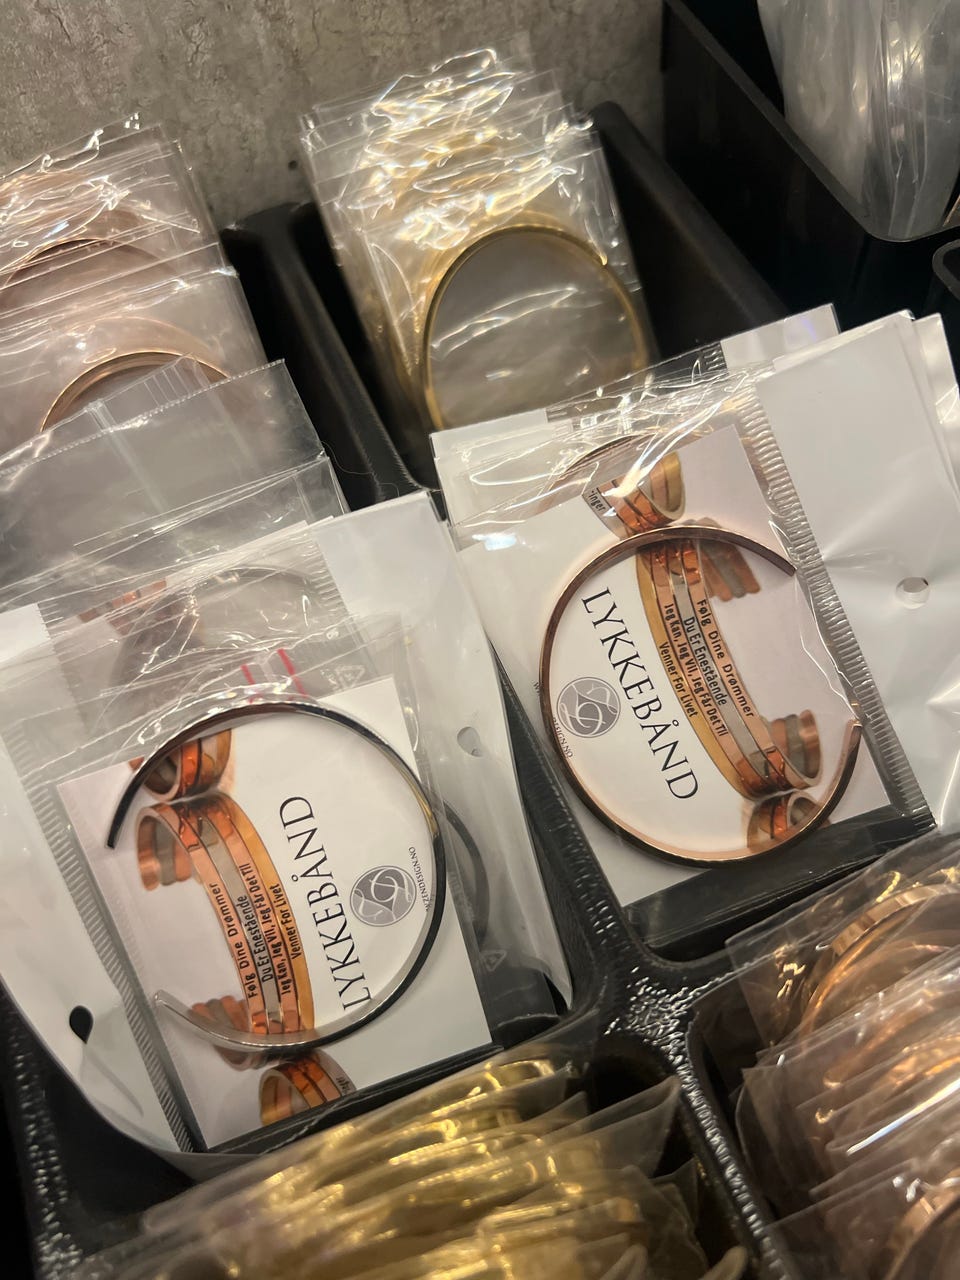 LYKKEBÅND
Følg Dine Drømmer
Du Er Enestående
Jeg Kan, Jeg Vil, Jeg Får Det Til
Venner For Livet
LYKKEBÅND
Følg Dine Drømmer
Du Er Enestående
Jeg Kan, Jeg Vil, Jeg Får Det Til
Venner For Livet